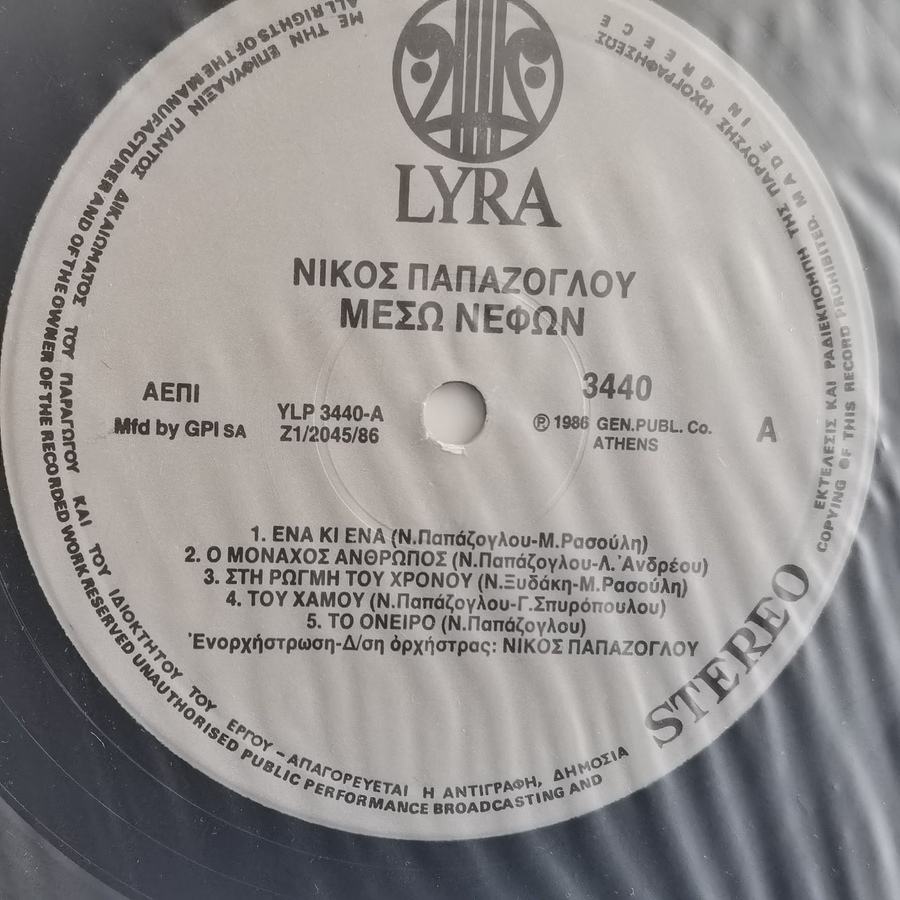 LYRA
ΝΙΚΟΣ ΠΑΠΑΖΟΓΛΟΥ
ΜΕΣΩ ΝΕΦΩΝ
ΑΕΠΙ
Mfd by GPI SA
YLP 3440-A
Z1/2045/86
3440
℗ 1986 GEN.PUBL. Co.
ATHENS
A
1. ΕΝΑ ΚΙ ΕΝΑ (Ν.Παπάζογλου-Μ.Ρασούλη)
2. Ο ΜΟΝΑΧΟΣ ΑΝΘΡΩΠΟΣ (Ν.Παπάζογλου-Λ.Ἀνδρέου)
3. ΣΤΗ ΡΩΓΜΗ ΤΟΥ ΧΡΟΝΟΥ (Ν.Ξυδάκη-Μ.Ρασούλη)
4. ΤΟΥ ΧΑΜΟΥ (Ν.Παπάζογλου-Γ.Σπυρόπουλου)
5. ΤΟ ΟΝΕΙΡΟ (Ν.Παπάζογλου)
Ἐνορχήστρωση-Δ/ση ὀρχήστρας: ΝΙΚΟΣ ΠΑΠΑΖΟΓΛΟΥ
STEREO
ΜΕ ΤΗΝ ΕΠΙΦΥΛΑΞΙΝ ΠΑΝΤΟΣ ΔΙΚΑΙΩΜΑΤΟΣ ΤΟΥ ΠΑΡΑΓΩΓΟΥ ΚΑΙ ΤΟΥ ΙΔΙΟΚΤΗΤΟΥ ΤΟΥ ΕΡΓΟΥ – ΑΠΑΓΟΡΕΥΕΤΑΙ Η ΑΝΤΙΓΡΑΦΗ, ΔΗΜΟΣΙΑ
ΕΚΤΕΛΕΣΙΣ ΚΑΙ ΡΑΔΙΕΚΠΟΜΠΗ ΤΗΣ ΠΑΡΟΥΣΗΣ ΗΧΟΓΡΑΦΗΣΕΩΣ
ALL RIGHTS OF THE MANUFACTURER AND OF THE OWNER OF THE RECORDED WORK RESERVED UNAUTHORISED PUBLIC PERFORMANCE BROADCASTING AND
COPYING OF THIS RECORD PROHIBITED. MADE IN GREECE